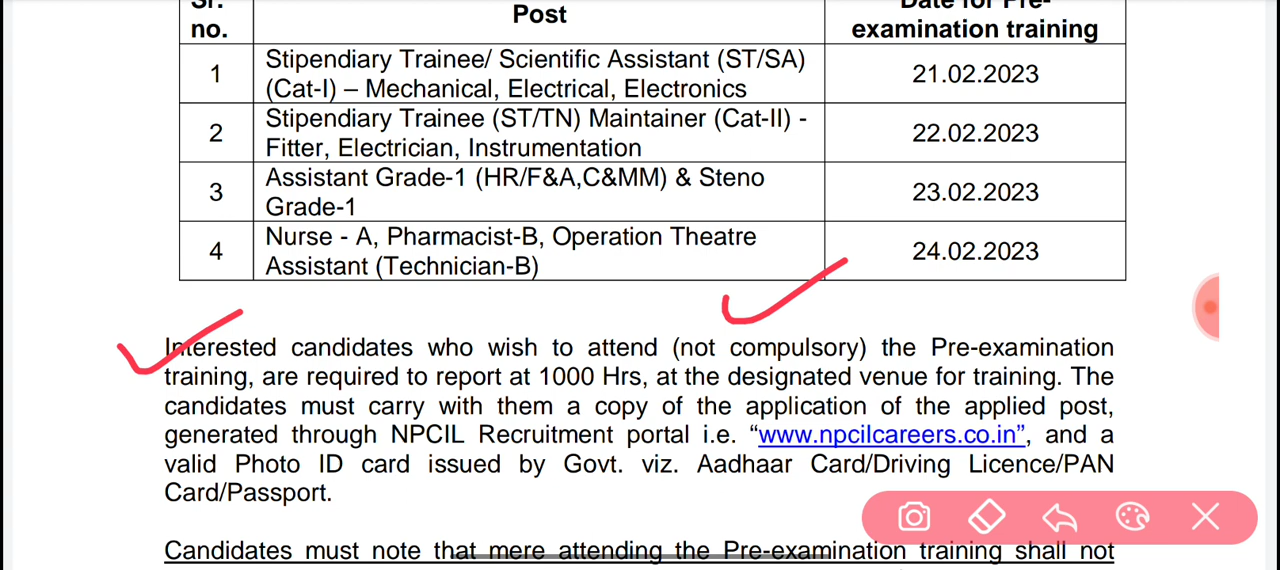 Sr. Post Date for Pre-
no. examination training
1 Stipendiary Trainee/ Scientific Assistant (ST/SA)
(Cat-I) – Mechanical, Electrical, Electronics 21.02.2023
2 Stipendiary Trainee (ST/TN) Maintainer (Cat-II) -
Fitter, Electrician, Instrumentation 22.02.2023
3 Assistant Grade-1 (HR/F&A,C&MM) & Steno
Grade-1 23.02.2023
4 Nurse - A, Pharmacist-B, Operation Theatre
Assistant (Technician-B) 24.02.2023
Interested candidates who wish to attend (not compulsory) the Pre-examination
training, are required to report at 1000 Hrs, at the designated venue for training. The
candidates must carry with them a copy of the application of the applied post,
generated through NPCIL Recruitment portal i.e. “www.npcilcareers.co.in”, and a
valid Photo ID card issued by Govt. viz. Aadhaar Card/Driving Licence/PAN
Card/Passport.
Candidates must note that mere attending the Pre-examination training shall not